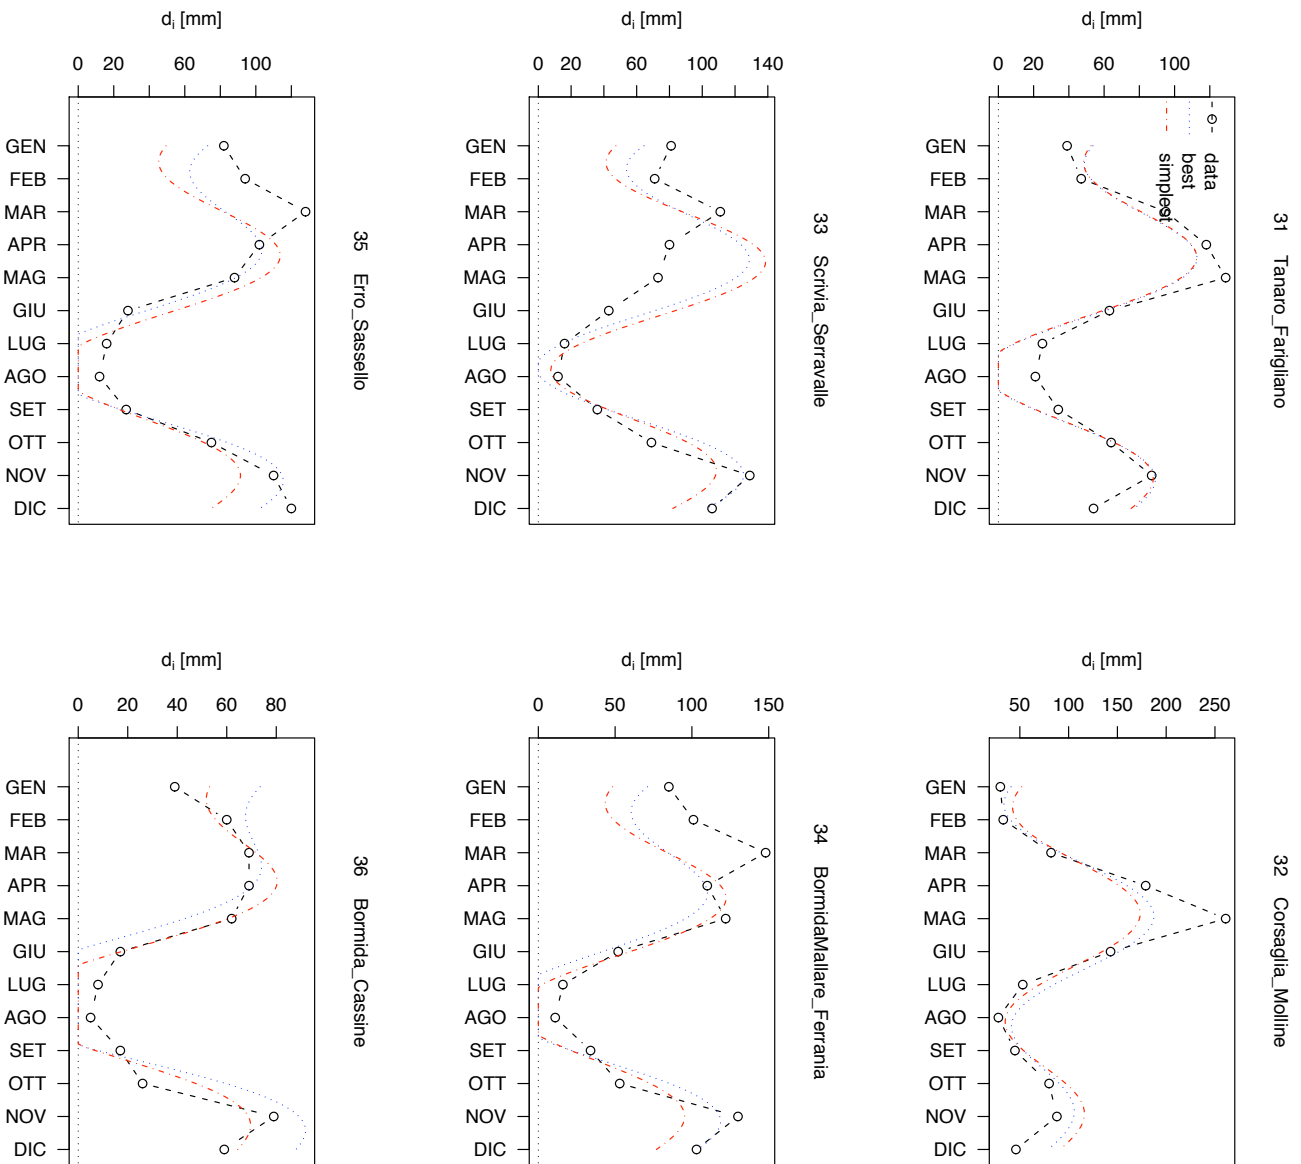 31 Tanaro_Farigliano
d_i [mm]
0 20 60 100
data
best
simplest
GEN
FEB
MAR
APR
MAG
GIU
LUG
AGO
SET
OTT
NOV
DIC
32 Corsaglia_Molline
d_i [mm]
50 100 150 200 250
GEN
FEB
MAR
APR
MAG
GIU
LUG
AGO
SET
OTT
NOV
DIC
33 Scrivia_Serravalle
d_i [mm]
0 20 60 100 140
GEN
FEB
MAR
APR
MAG
GIU
LUG
AGO
SET
OTT
NOV
DIC
34 BormidaMallare_Ferrania
d_i [mm]
0 50 100 150
GEN
FEB
MAR
APR
MAG
GIU
LUG
AGO
SET
OTT
NOV
DIC
35 Erro_Sassello
d_i [mm]
0 20 60 100
GEN
FEB
MAR
APR
MAG
GIU
LUG
AGO
SET
OTT
NOV
DIC
36 Bormida_Cassine
d_i [mm]
0 20 40 60 80
GEN
FEB
MAR
APR
MAG
GIU
LUG
AGO
SET
OTT
NOV
DIC